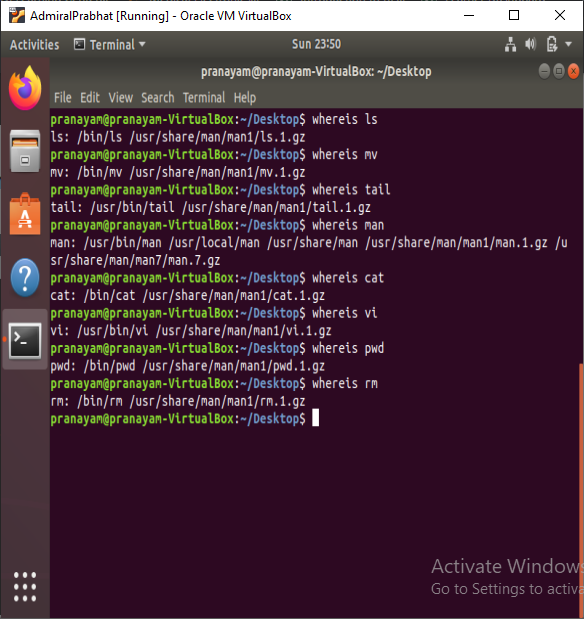 AdmiralPrabhat [Running] - Oracle VM VirtualBox
Activities Terminal Sun 23:50
pranayam@pranayam-VirtualBox: ~/Desktop
File Edit View Search Terminal Help
pranayam@pranayam-VirtualBox:~/Desktop$ whereis ls
ls: /bin/ls /usr/share/man/man1/ls.1.gz
pranayam@pranayam-VirtualBox:~/Desktop$ whereis mv
mv: /bin/mv /usr/share/man/man1/mv.1.gz
pranayam@pranayam-VirtualBox:~/Desktop$ whereis tail
tail: /usr/bin/tail /usr/share/man/man1/tail.1.gz
pranayam@pranayam-VirtualBox:~/Desktop$ whereis man
man: /usr/bin/man /usr/local/man /usr/share/man /usr/share/man/man1/man.1.gz /u
sr/share/man/man7/man.7.gz
pranayam@pranayam-VirtualBox:~/Desktop$ whereis cat
cat: /bin/cat /usr/share/man/man1/cat.1.gz
pranayam@pranayam-VirtualBox:~/Desktop$ whereis vi
vi: /usr/bin/vi /usr/share/man/man1/vi.1.gz
pranayam@pranayam-VirtualBox:~/Desktop$ whereis pwd
pwd: /bin/pwd /usr/share/man/man1/pwd.1.gz
pranayam@pranayam-VirtualBox:~/Desktop$ whereis rm
rm: /bin/rm /usr/share/man/man1/rm.1.gz
pranayam@pranayam-VirtualBox:~/Desktop$
Activate Windows
Go to Settings to activa